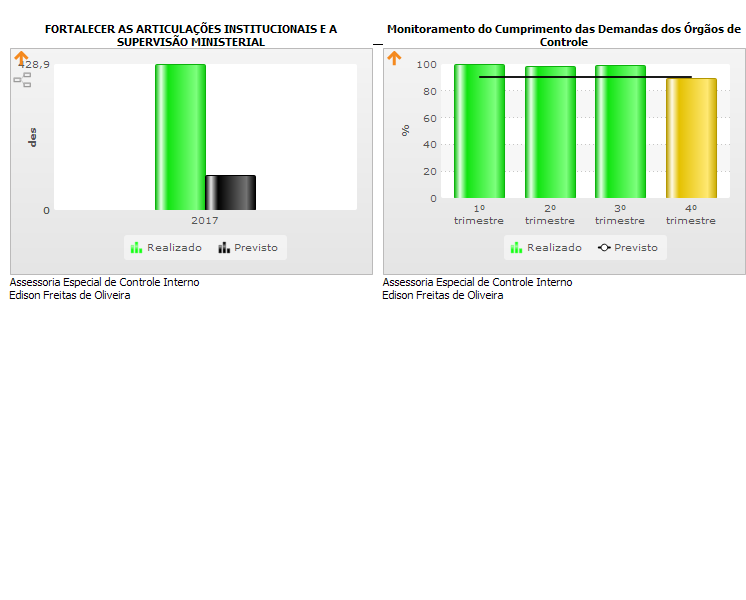 FORTALECER AS ARTICULAÇÕES INSTITUCIONAIS E A
SUPERVISÃO MINISTERIAL
428,9
des
0
2017
Realizado Previsto
Assessoria Especial de Controle Interno
Edison Freitas de Oliveira
Monitoramento do Cumprimento das Demandas dos Órgãos de
Controle
100
80
60
%
40
20
0
1º trimestre
2º trimestre
3º trimestre
4º trimestre
Realizado Previsto
Assessoria Especial de Controle Interno
Edison Freitas de Oliveira